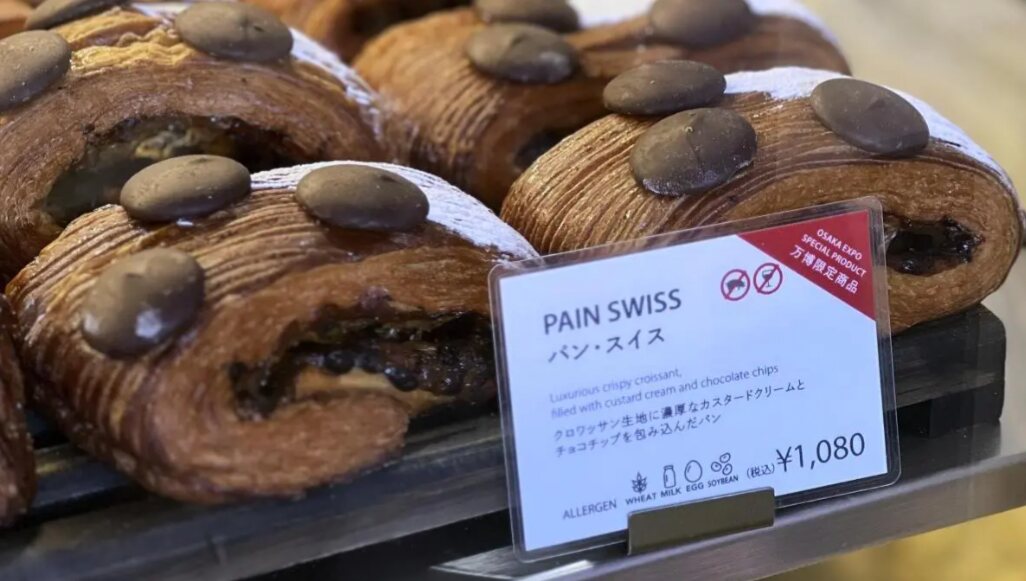 OSAKA EXPO
SPECIAL PRODUCT
万博限定商品
PAIN SWISS
パン・スイス
Luxurious crispy croissant,
filled with custard cream and chocolate chips
クロワッサン生地に濃厚なカスタードクリームと
チョコチップを包み込んだパン
ALLERGEN WHEAT MILK EGG SOYBEAN (税込)¥1,080